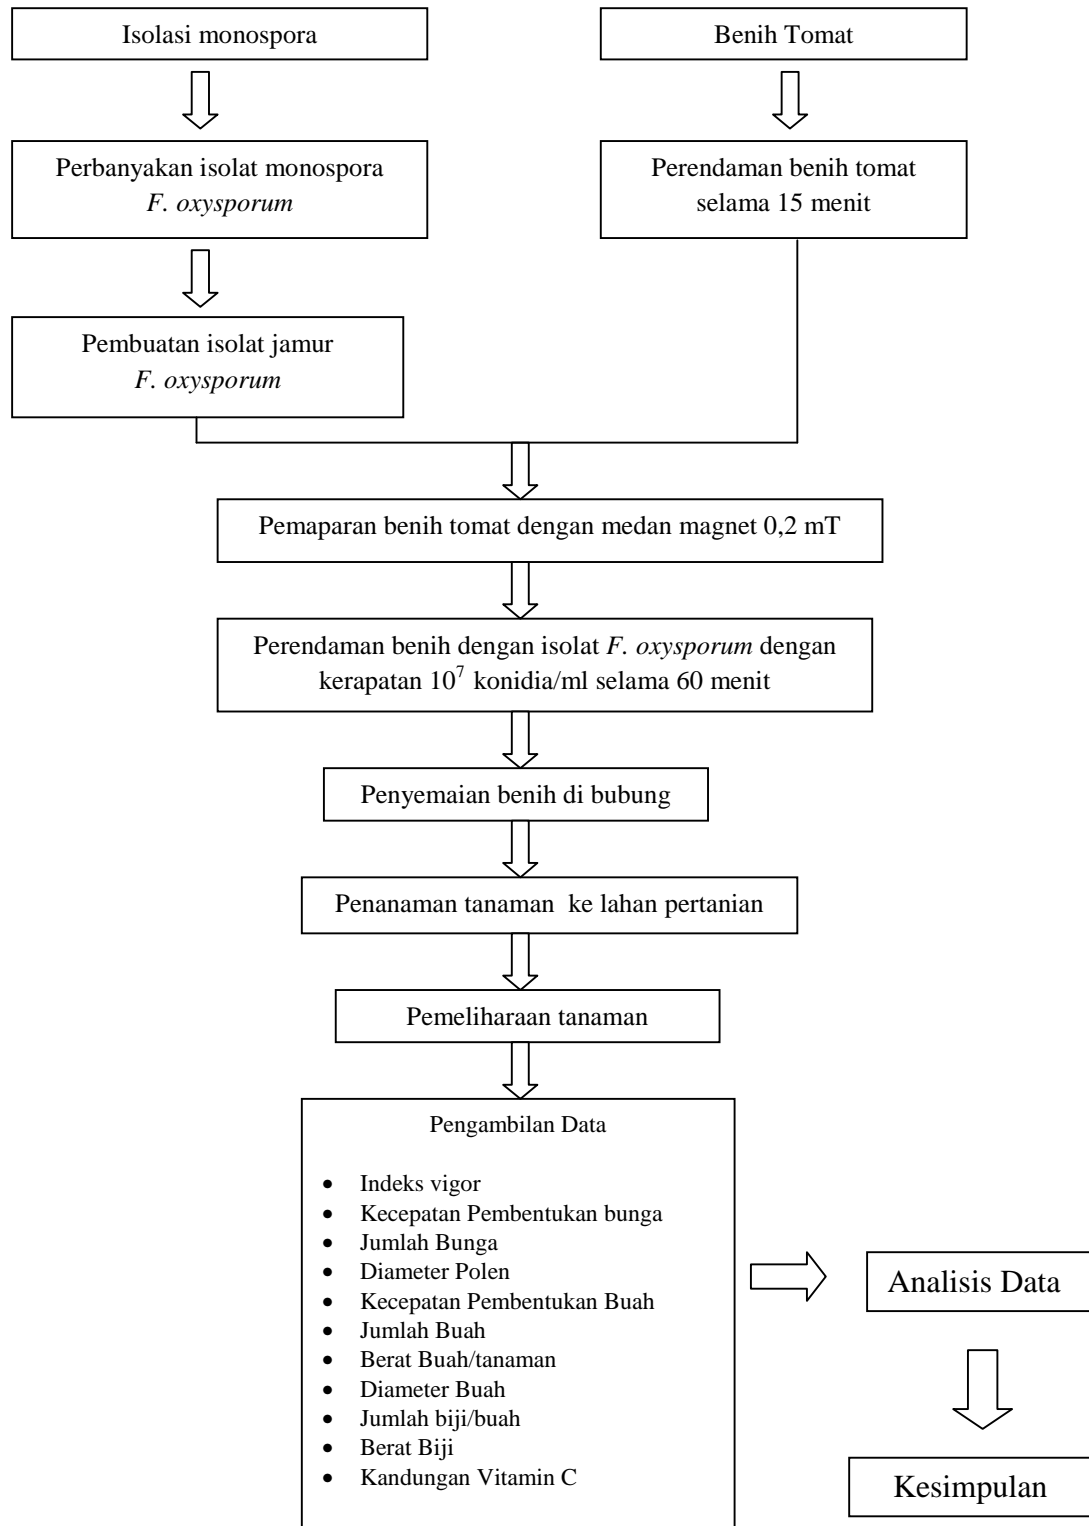 Isolasi monospora
Benih Tomat
Perbanyakan isolat monospora
F. oxysporum
Perendaman benih tomat
selama 15 menit
Pembuatan isolat jamur
F. oxysporum
Pemaparan benih tomat dengan medan magnet 0,2 mT
Perendaman benih dengan isolat F. oxysporum dengan
kerapatan 10⁷ konidia/ml selama 60 menit
Penyemaian benih di bubung
Penanaman tanaman ke lahan pertanian
Pemeliharaan tanaman
Pengambilan Data
• Indeks vigor
• Kecepatan Pembentukan bunga
• Jumlah Bunga
• Diameter Polen
• Kecepatan Pembentukan Buah
• Jumlah Buah
• Berat Buah/tanaman
• Diameter Buah
• Jumlah biji/buah
• Berat Biji
• Kandungan Vitamin C
Analisis Data
Kesimpulan